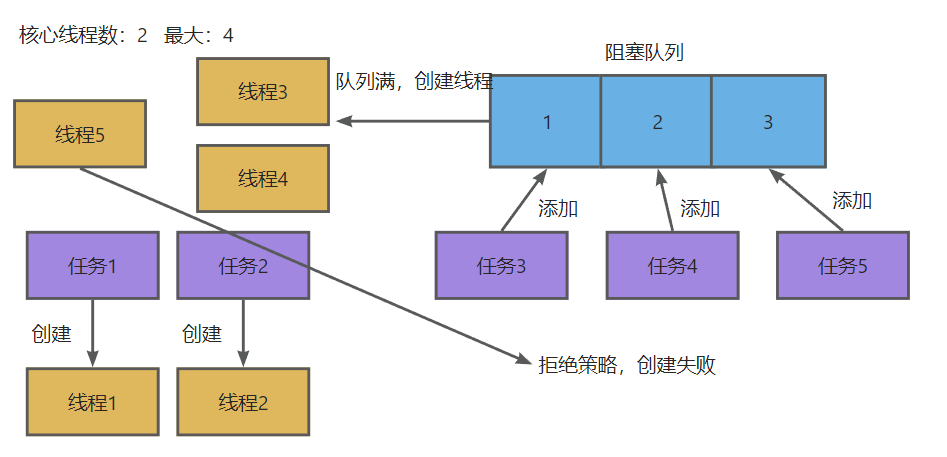 核心线程数：2 最大：4
阻塞队列
线程3
队列满，创建线程
1
2
3
线程5
线程4
添加
添加
添加
任务1
任务2
任务3
任务4
任务5
创建
创建
拒绝策略，创建失败
线程1
线程2